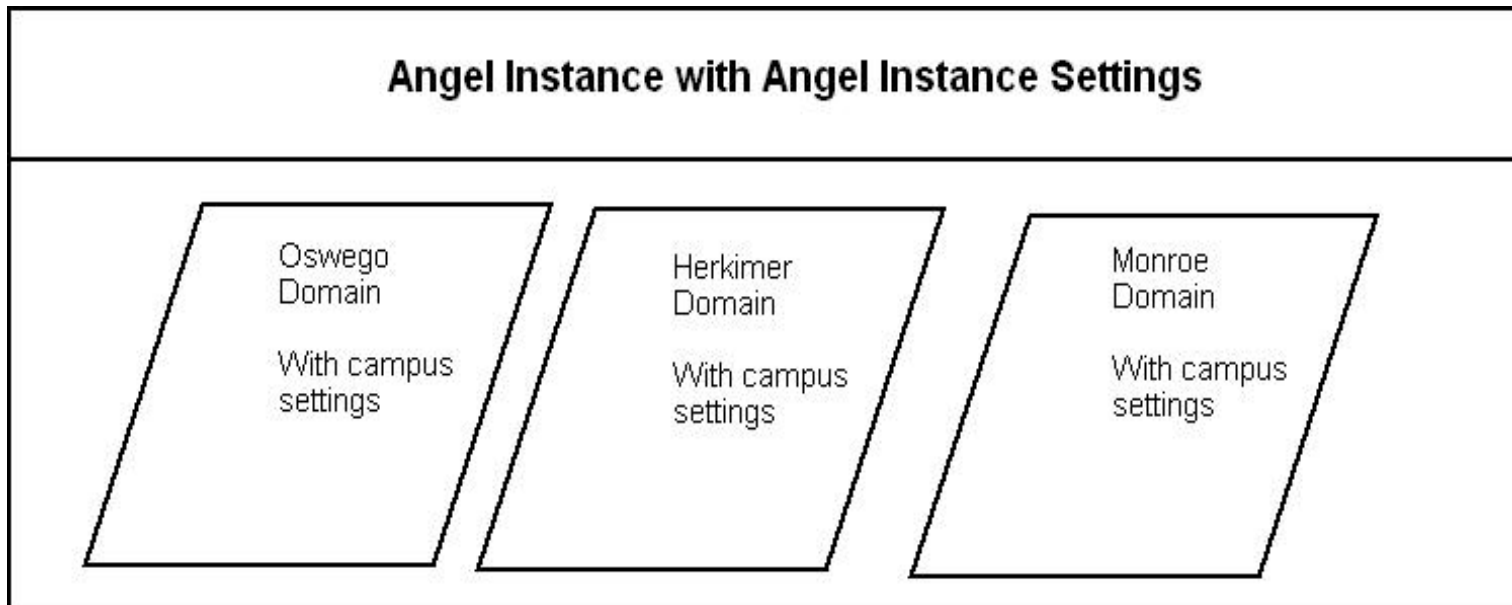 Angel Instance with Angel Instance Settings
Oswego
Domain
With campus
settings
Herkimer
Domain
With campus
settings
Monroe
Domain
With campus
settings